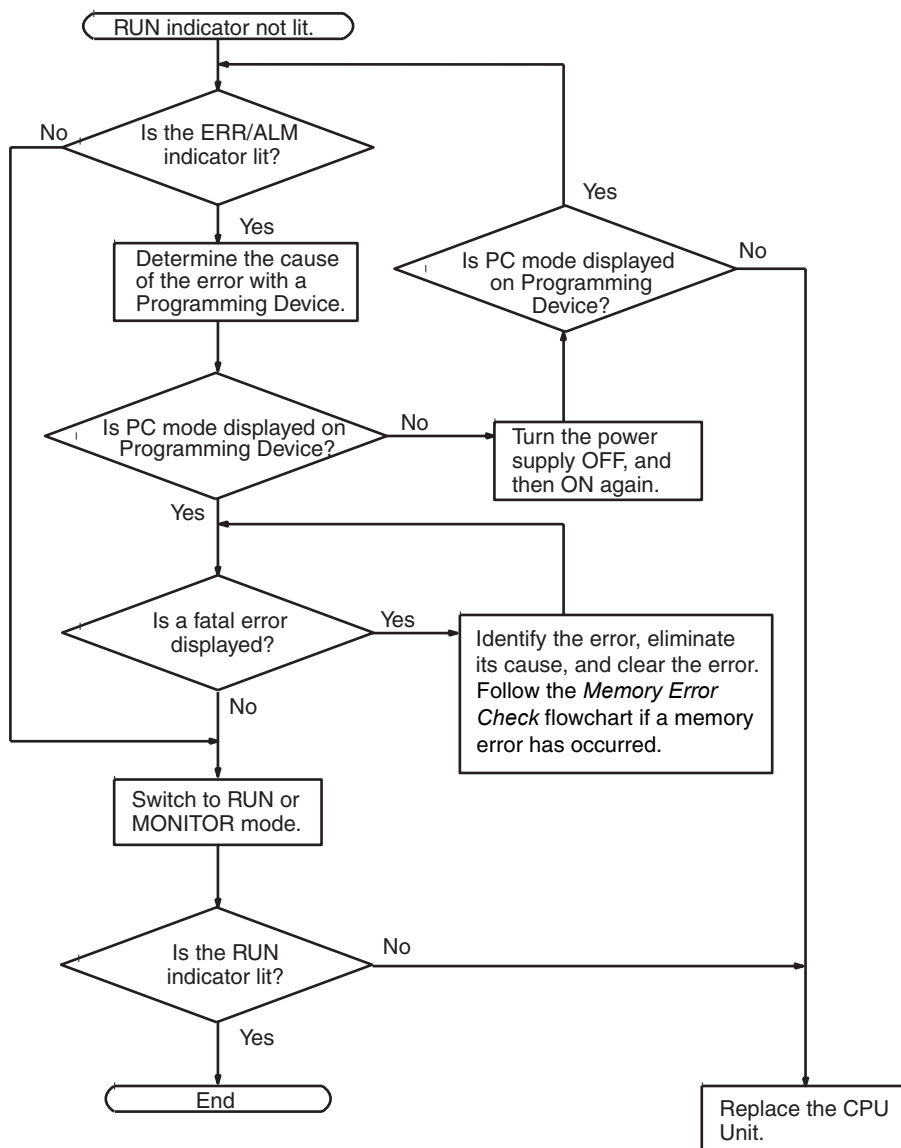 RUN indicator not lit.
No
Is the ERR/ALM
indicator lit?
Yes
Determine the cause
of the error with a
Programming Device.
Yes
No
Is PC mode displayed
on Programming
Device?
Is PC mode displayed on
Programming Device?
No
Turn the power
supply OFF, and
then ON again.
Yes
Is a fatal error
displayed?
Yes
Identify the error, eliminate
its cause, and clear the error.
Follow the Memory Error
Check flowchart if a memory
error has occurred.
No
Switch to RUN or
MONITOR mode.
Is the RUN
indicator lit?
No
Yes
End
Replace the CPU
Unit.